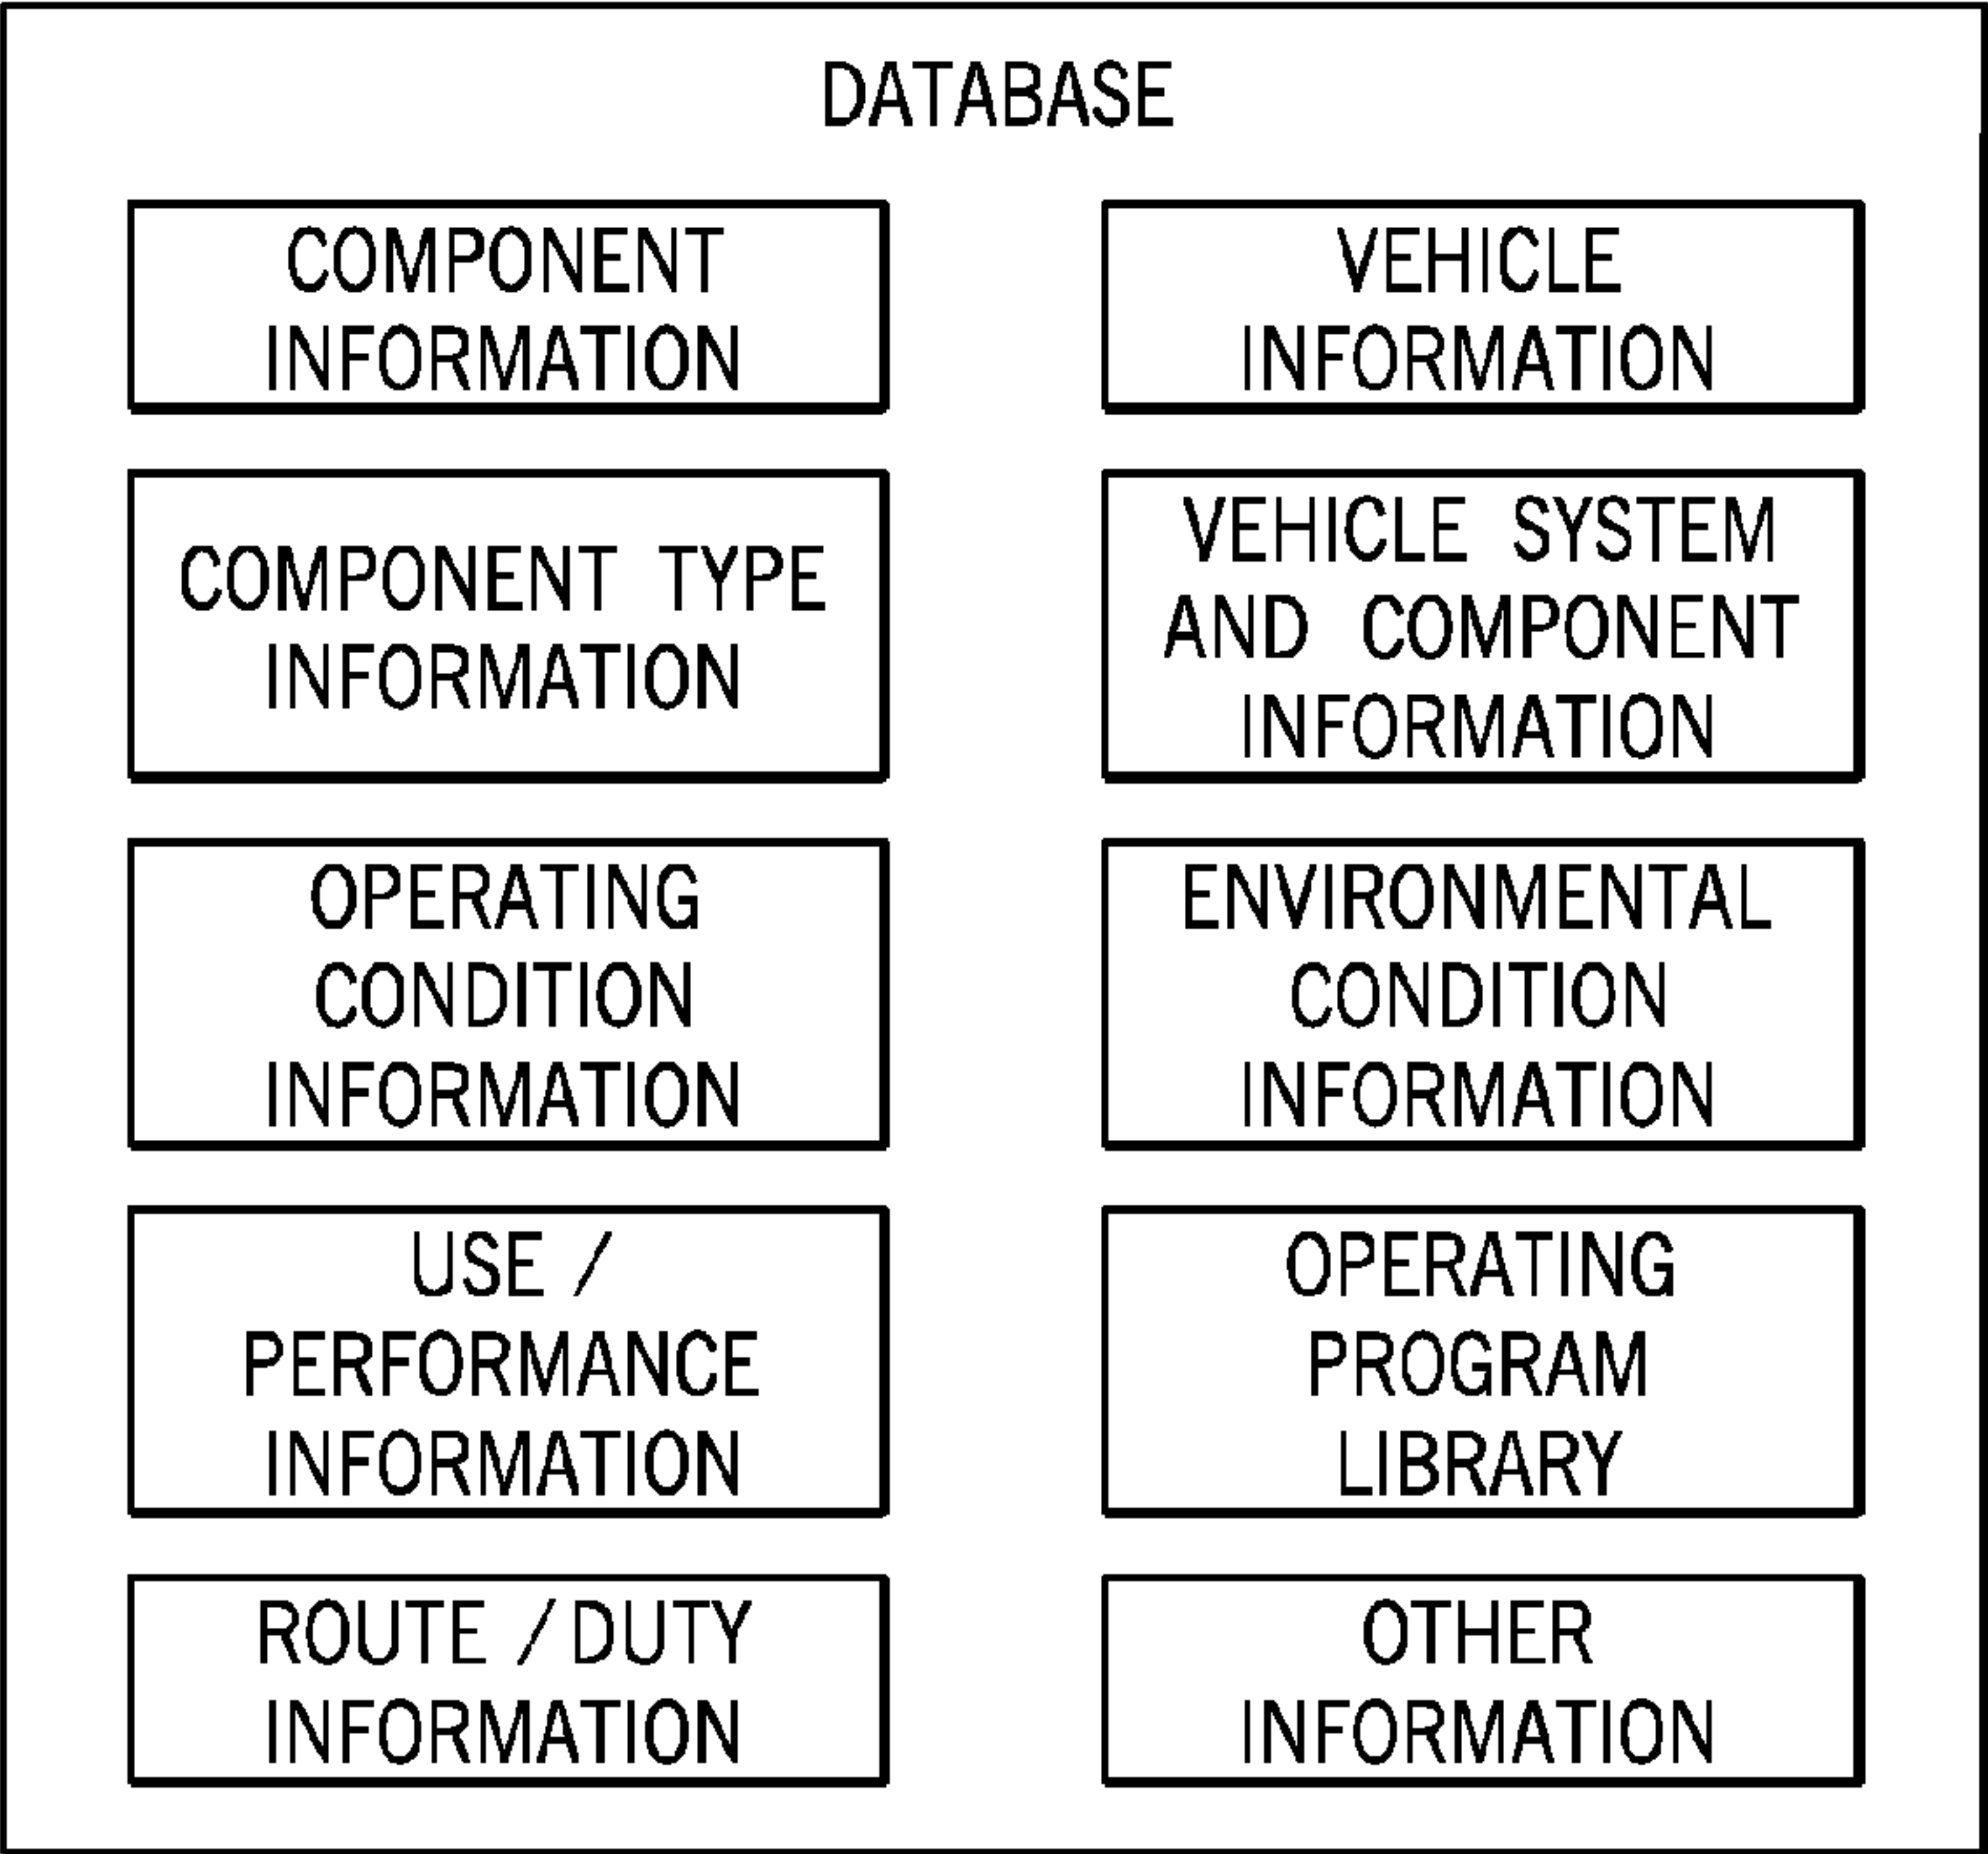 DATABASE
COMPONENT
INFORMATION
VEHICLE
INFORMATION
COMPONENT TYPE
INFORMATION
VEHICLE SYSTEM
AND COMPONENT
INFORMATION
OPERATING
CONDITION
INFORMATION
ENVIRONMENTAL
CONDITION
INFORMATION
USE /
PERFORMANCE
INFORMATION
OPERATING
PROGRAM
LIBRARY
ROUTE / DUTY
INFORMATION
OTHER
INFORMATION